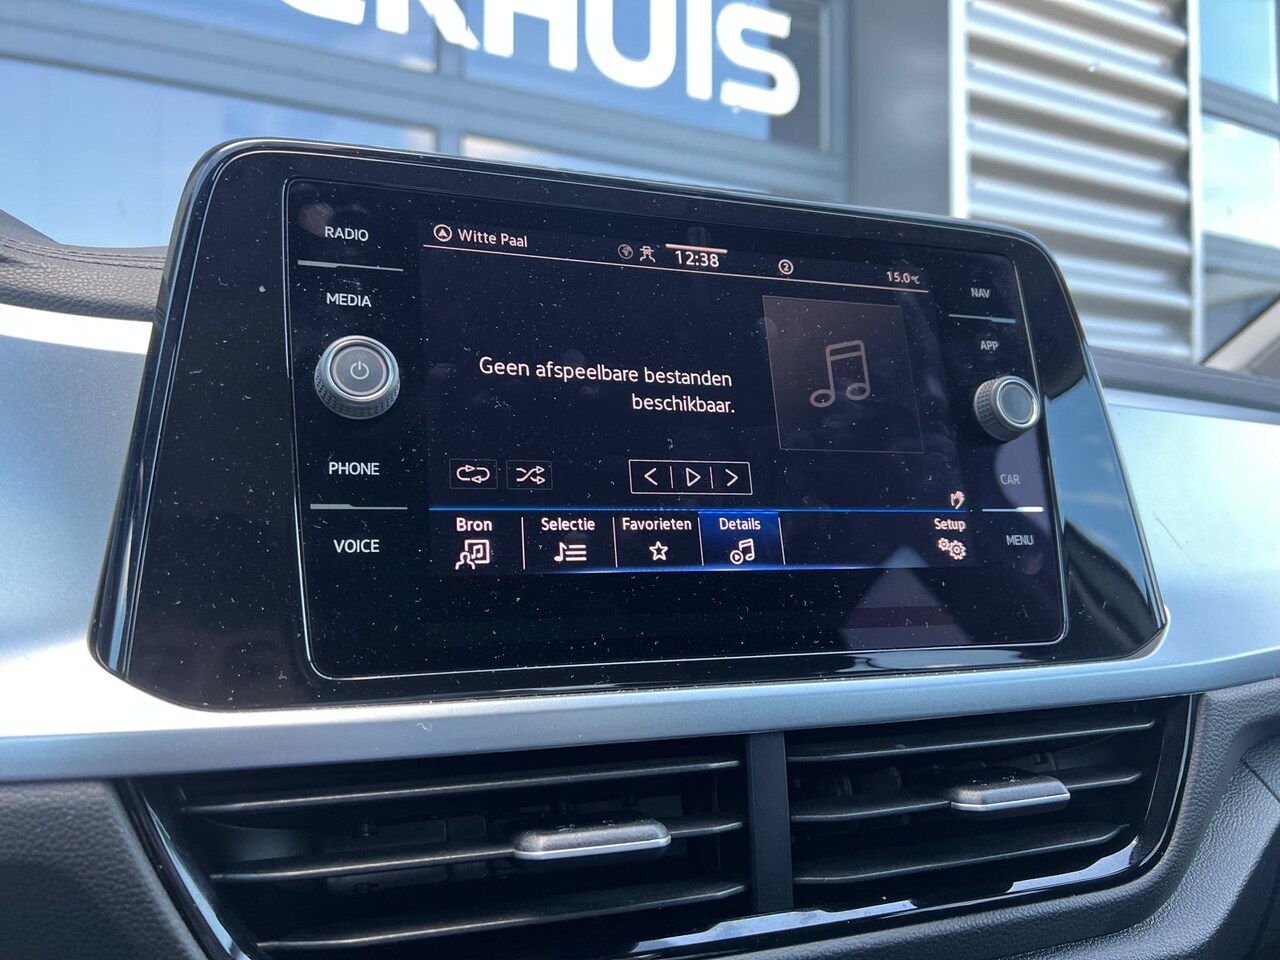 KHUIS
RADIO
MEDIA
PHONE
VOICE
Witte Paal
12:38
2
15.0°C
Geen afspeelbare bestanden
beschikbaar.
Bron
Selectie
Favorieten
Details
Setup
NAV
APP
CAR
MENU